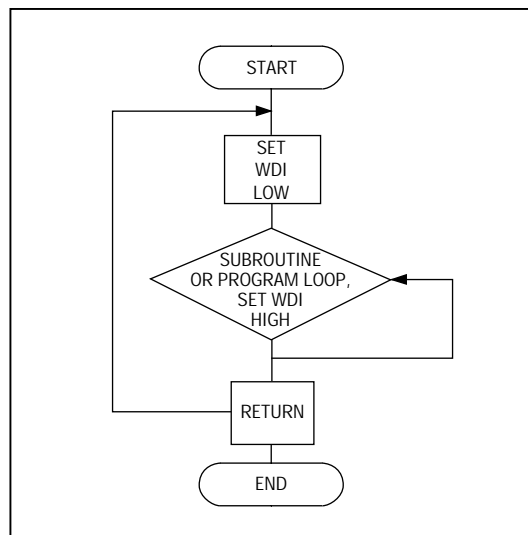 START
SET
WDI
LOW
SUBROUTINE
OR PROGRAM LOOP,
SET WDI
HIGH
RETURN
END